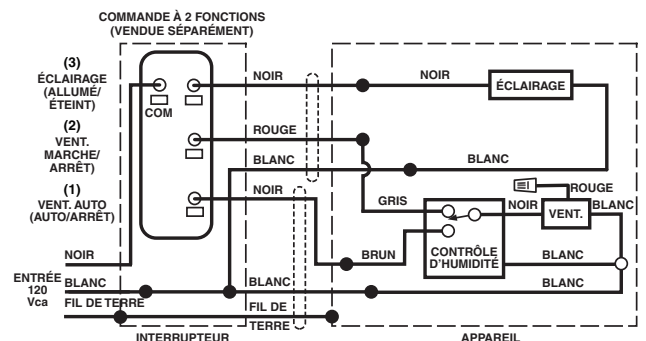 COMMANDE À 2 FONCTIONS
(VENDUE SÉPARÉMENT)
(3)
ÉCLAIRAGE
(ALLUMÉ/
ÉTEINT)
COM
NOIR
NOIR
ÉCLAIRAGE
(2)
VENT.
MARCHE/
ARRÊT)
ROUGE
BLANC
BLANC
(1)
VENT. AUTO
(AUTO/ARRÊT)
NOIR
GRIS
NOIR
VENT.
ROUGE
BLANC
BRUN
CONTRÔLE
D'HUMIDITÉ
BLANC
NOIR
ENTRÉE
120
Vca
BLANC
BLANC
BLANC
FIL DE TERRE
FIL DE
TERRE
INTERRUPTEUR
APPAREIL